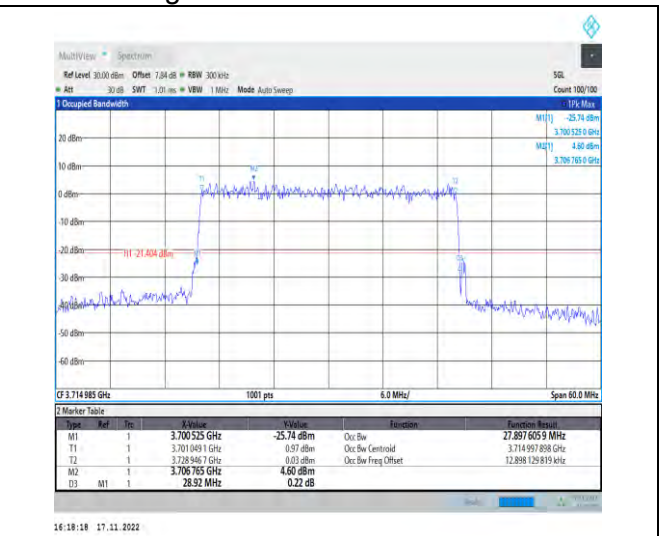 MultiView Spectrum
Ref Level 30.00 dBm Offset 7.84 dB RBW 300 kHz SGL
Att 30 dB SWT 1.01 ms VBW 1 MHz Mode Auto Sweep Count 100/100
1 Occupied Bandwidth 1Pk Max
M1[1] -25.74 dBm
3.700 525 0 GHz
M2[1] 4.60 dBm
3.706 765 0 GHz
20 dBm
10 dBm
T1 M2 T2
0 dBm
-10 dBm
-20 dBm
H1 -21.404 dBm
-30 dBm
-40 dBm
-50 dBm
-60 dBm
CF 3.714 985 GHz 1001 pts 6.0 MHz/ Span 60.0 MHz
2 Marker Table
Type Ref Trc X-Value Y-Value Function Function Result
M1 1 3.700 525 GHz -25.74 dBm Occ Bw 27.897 605 9 MHz
T1 1 3.701 049 1 GHz 0.97 dBm Occ Bw Centroid 3.714 997 898 GHz
T2 1 3.728 946 7 GHz 0.03 dBm Occ Bw Freq Offset 12.898 129 819 kHz
M2 1 3.706 765 GHz 4.60 dBm
D3 M1 1 28.92 MHz 0.22 dB
16:18:18 17.11.2022